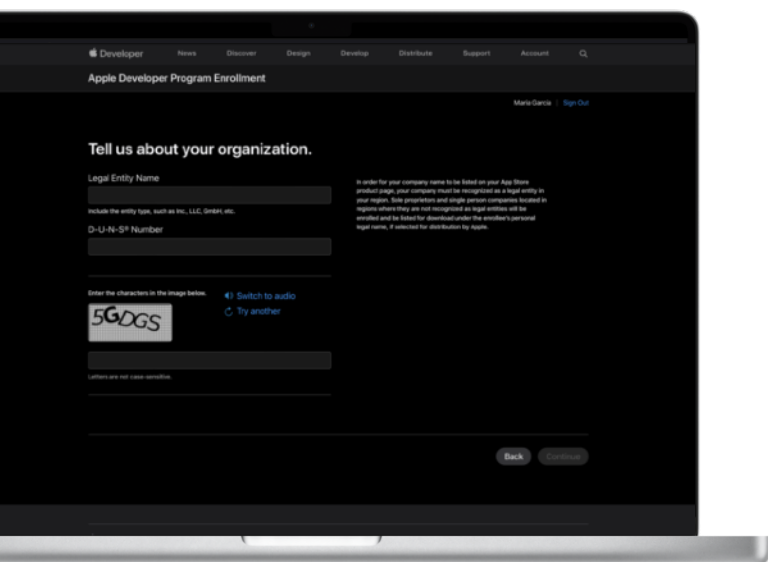 Developer News Discover Design Develop Distribute Support Account
Apple Developer Program Enrollment
Maria Garcia | Sign Out
Tell us about your organization.
Legal Entity Name
Include the entity type, such as Inc., LLC, GmbH, etc.
D-U-N-S® Number
In order for your company name to be listed on your App Store
product page, your company must be recognized as a legal entity in
your region. Sole proprietors and single person companies located in
regions where they are not recognized as legal entities will be
enrolled and be listed for download under the enrollee's personal
legal name, if selected for distribution by Apple.
Enter the characters in the image below.
Switch to audio
Try another
5GDGS
Letters are not case-sensitive.
Back Continue